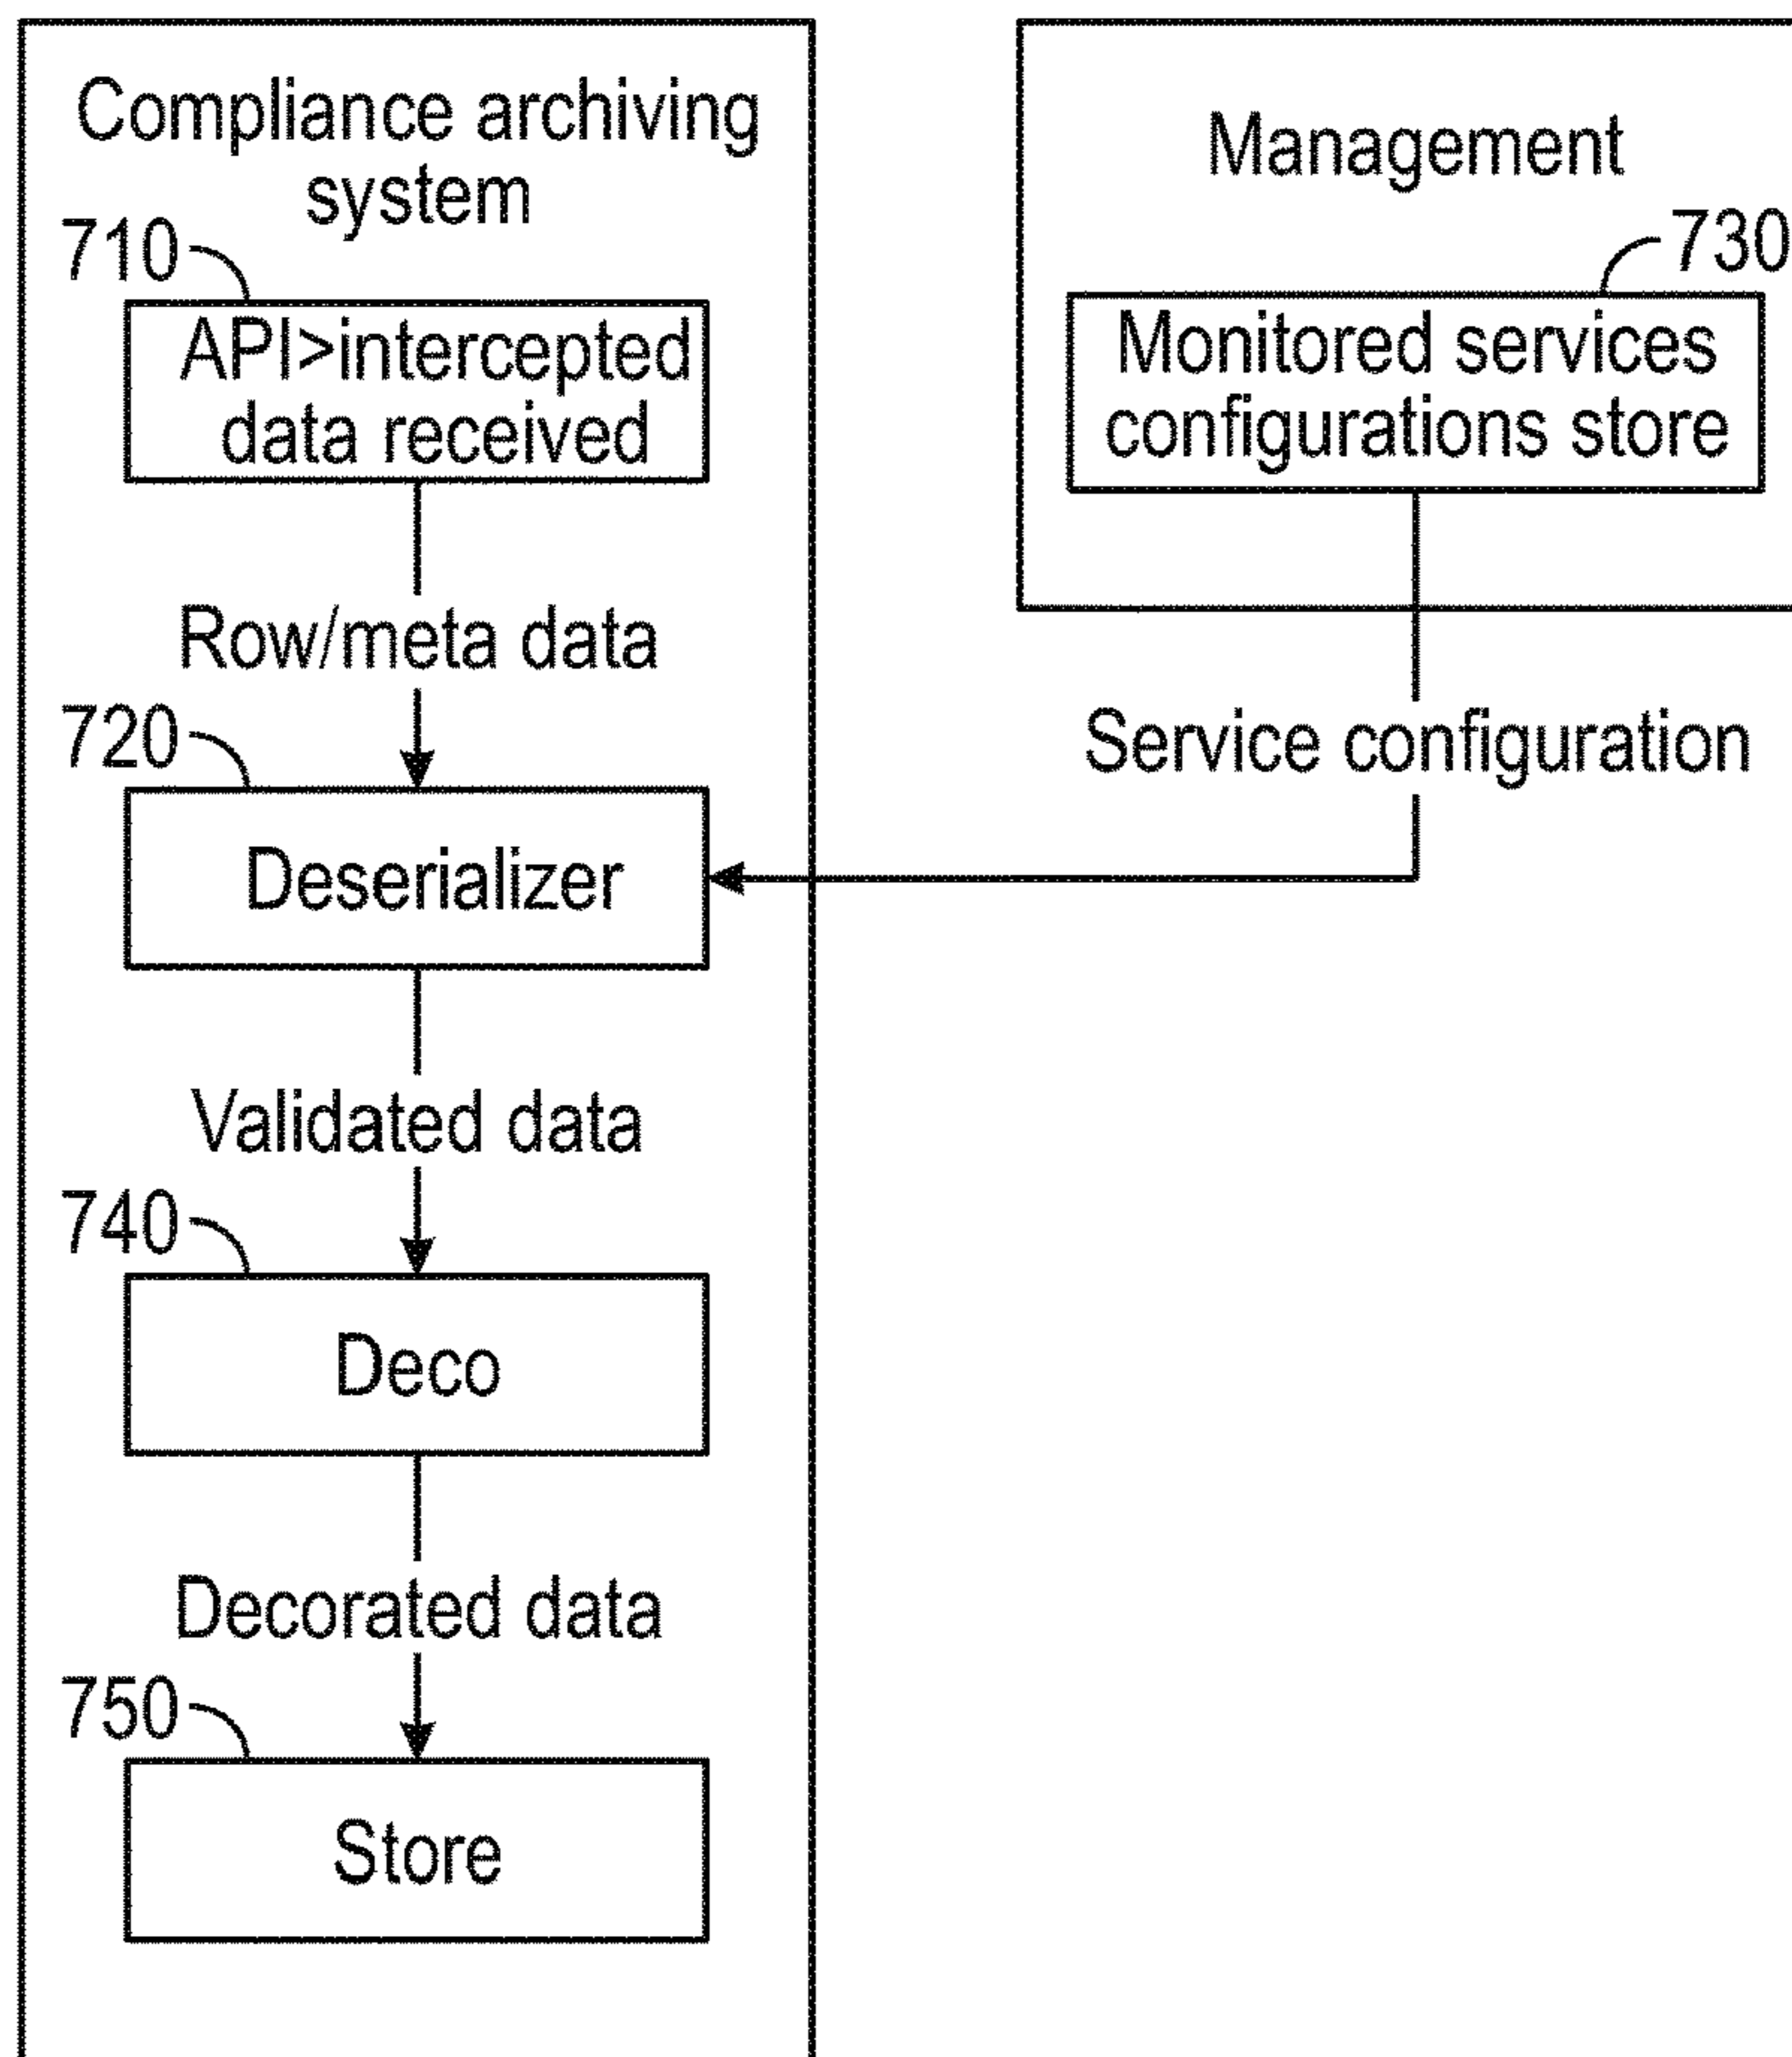 Compliance archiving
system
710
API>intercepted
data received
Row/meta data
720
Deserializer
Validated data
740
Deco
Decorated data
750
Store
Management
730
Monitored services
configurations store
Service configuration